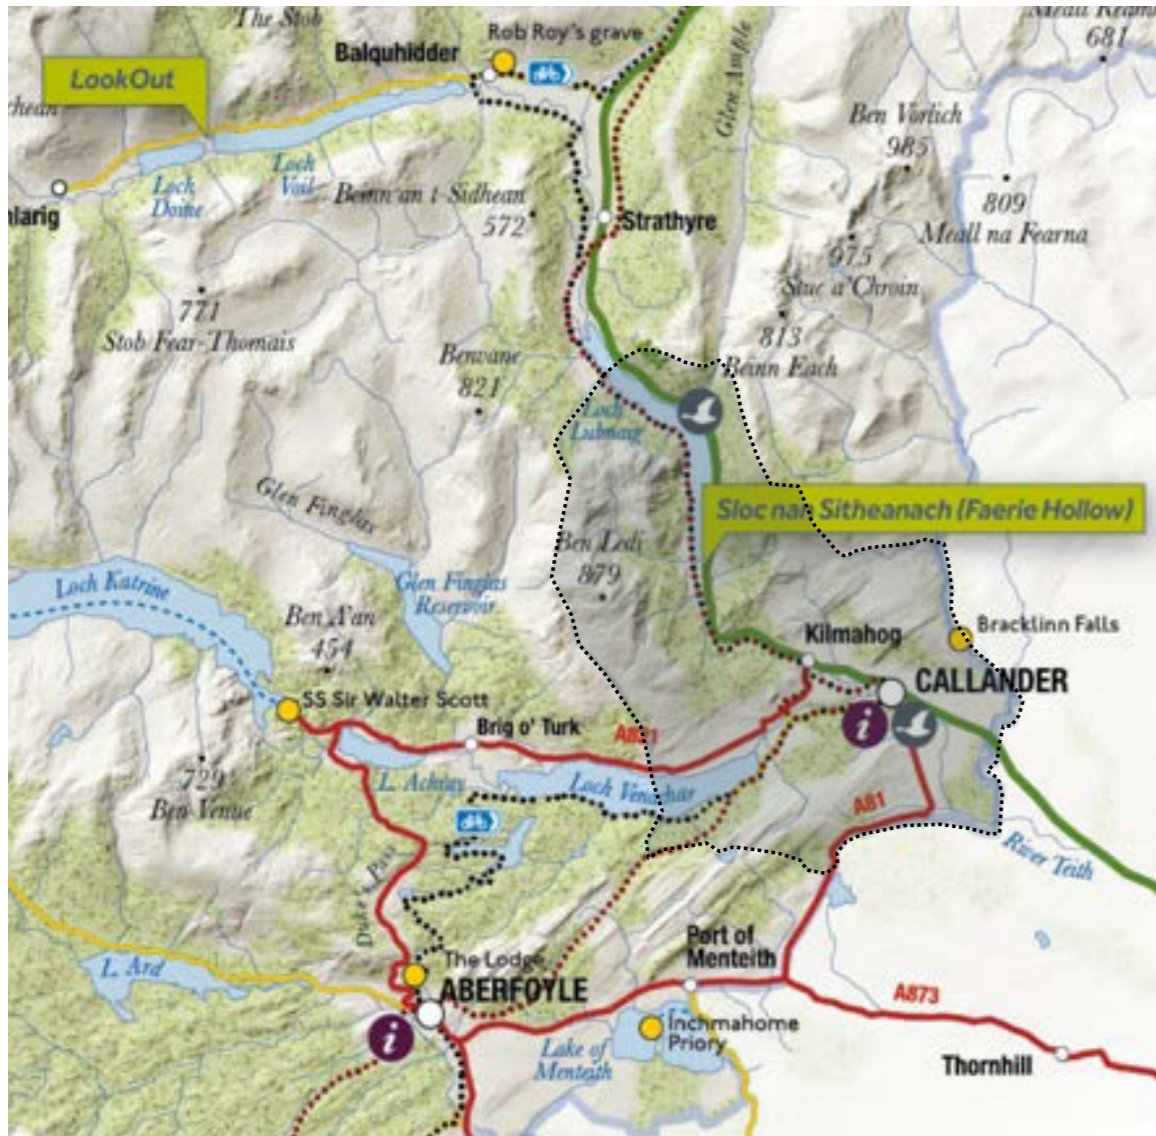 The Stob
Rob Roy's grave
Balquhidder
681
LookOut
Glen Ample
Ben Vorlich
985
Loch
Voil
Loch
Doine
Beinn an t-Sidhean
572
809
Meall na Fearna
Strathyre
975
Stuc a'Chroin
771
Stob Fear-Thomais
813
Beinn Each
Benvane
821
Loch
Lubnaig
Glen Finglas
Sloc nan Sitheanach (Faerie Hollow)
Ben Ledi
879
Loch Katrine
Glen Finglas
Reservoir
Ben A'an
454
Bracklinn Falls
Kilmahog
CALLANDER
SS Sir Walter Scott
Brig o' Turk
A821
729
Ben Venue
L. Achray
Loch Venachar
A81
River Teith
Duke's Pass
Port of
Menteith
The Lodge
L. Ard
ABERFOYLE
A873
Inchmahome
Priory
Lake of
Menteith
Thornhill